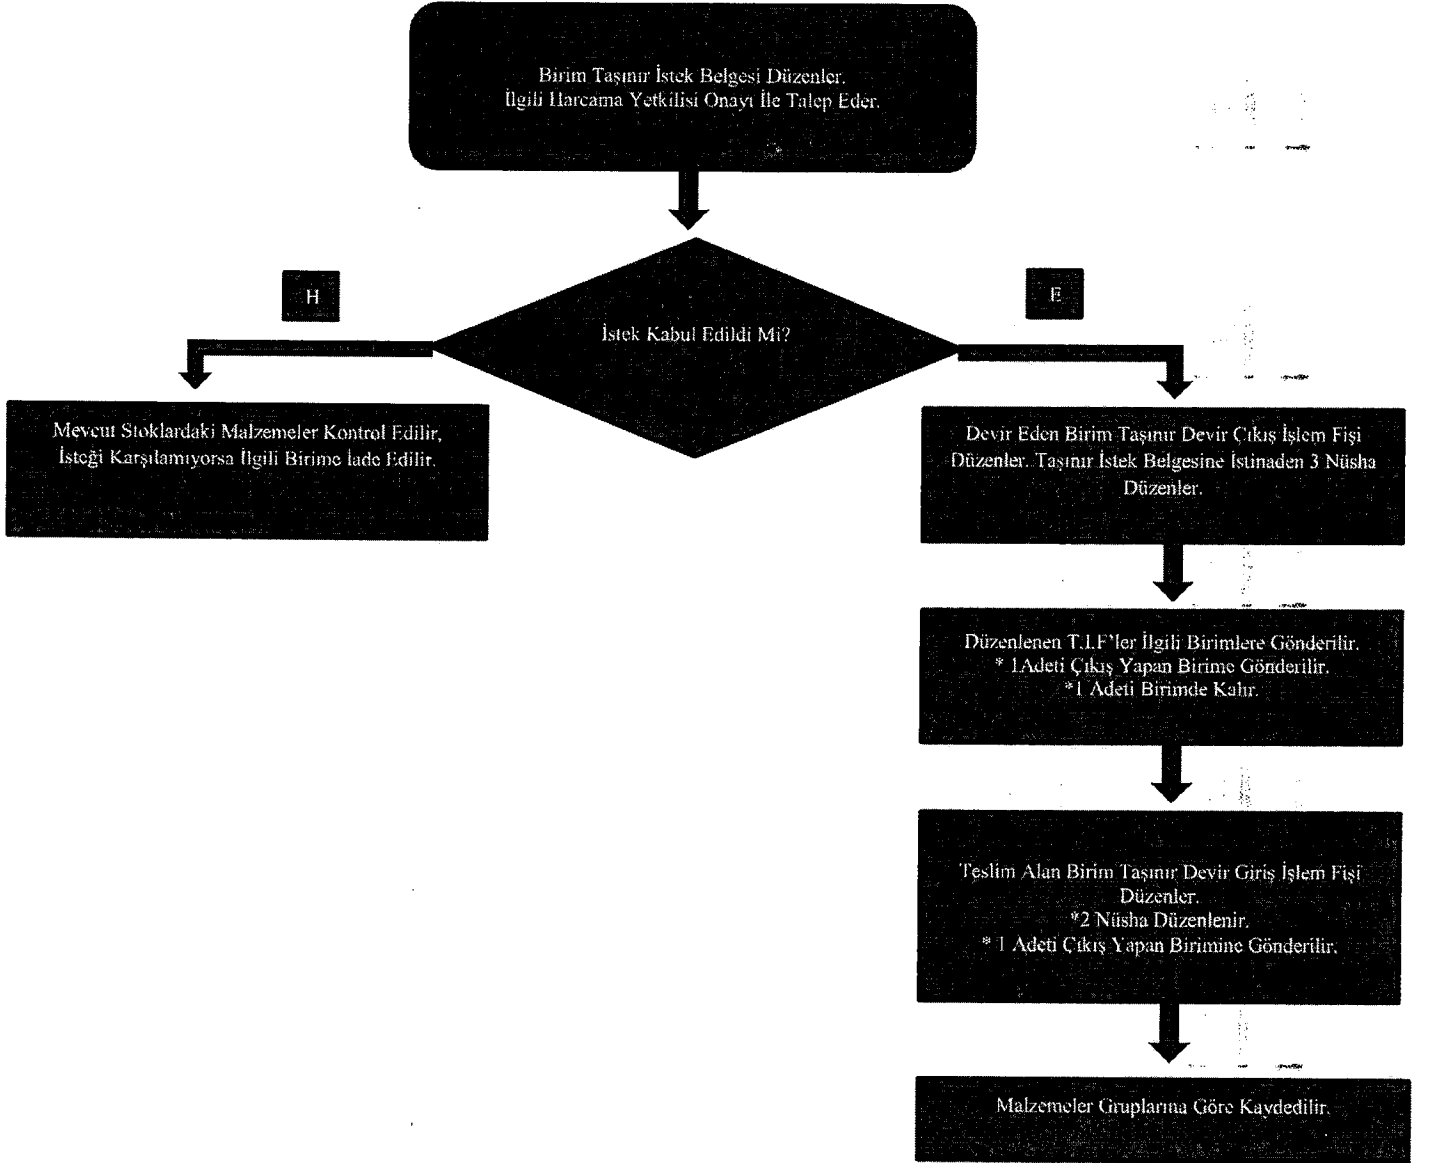 Birim Taşınır İstek Belgesi Düzenler.
İlgili Harcama Yetkilisi Onayı İle Talep Eder.
H
E
İstek Kabul Edildi Mi?
Mevcut Stoklardaki Malzemeler Kontrol Edilir,
İsteği Karşılamıyorsa İlgili Birime İade Edilir.
Devir Eden Birim Taşınır Devir Çıkış İşlem Fişi
Düzenler. Taşınır İstek Belgesine İstinaden 3 Nüsha
Düzenler.
Düzenlenen T.İ.F'ler İlgili Birimlere Gönderilir.
* 1Adeti Çıkış Yapan Birime Gönderilir.
*1 Adeti Birimde Kalır.
Teslim Alan Birim Taşınır Devir Giriş İşlem Fişi
Düzenler.
*2 Nüsha Düzenlenir.
* 1 Adeti Çıkış Yapan Birimine Gönderilir.
Malzemeler Gruplarına Göre Kaydedilir.